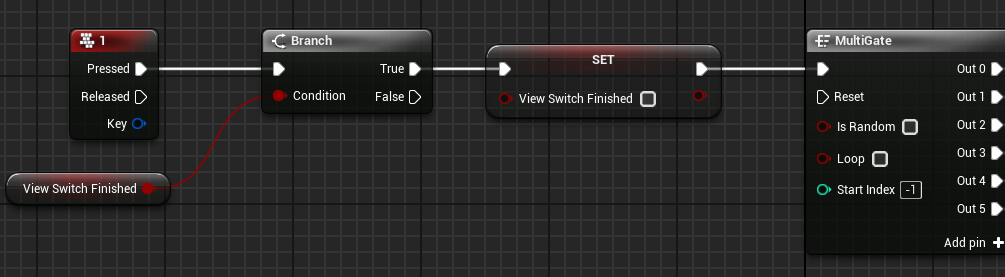 1
Pressed
Released
Key
View Switch Finished
Branch
True
Condition
False
SET
View Switch Finished
MultiGate
Out 0
Reset
Out 1
Is Random
Out 2
Loop
Out 3
Start Index -1
Out 4
Out 5
Add pin +